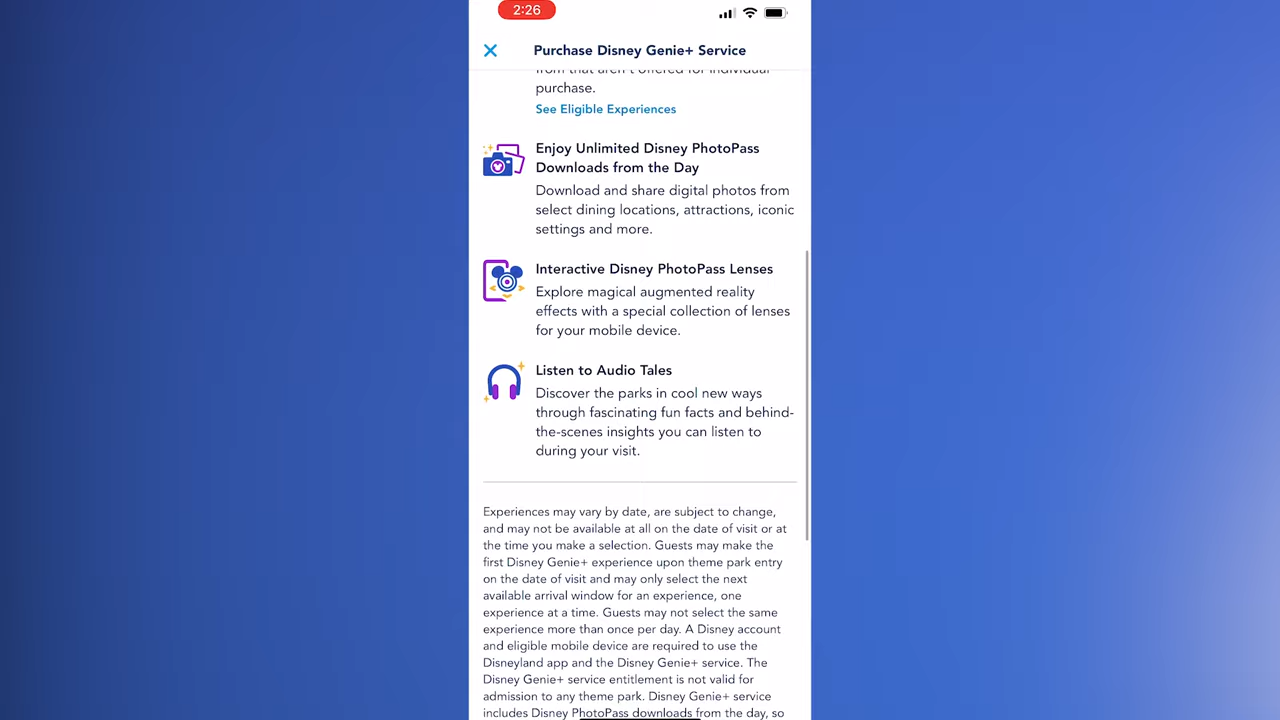 2:26
Purchase Disney Genie+ Service
from that aren't offered for individual
purchase.
See Eligible Experiences
Enjoy Unlimited Disney PhotoPass
Downloads from the Day
Download and share digital photos from
select dining locations, attractions, iconic
settings and more.
Interactive Disney PhotoPass Lenses
Explore magical augmented reality
effects with a special collection of lenses
for your mobile device.
Listen to Audio Tales
Discover the parks in cool new ways
through fascinating fun facts and behind-
the-scenes insights you can listen to
during your visit.
Experiences may vary by date, are subject to change,
and may not be available at all on the date of visit or at
the time you make a selection. Guests may make the
first Disney Genie+ experience upon theme park entry
on the date of visit and may only select the next
available arrival window for an experience, one
experience at a time. Guests may not select the same
experience more than once per day. A Disney account
and eligible mobile device are required to use the
Disneyland app and the Disney Genie+ service. The
Disney Genie+ service entitlement is not valid for
admission to any theme park. Disney Genie+ service
includes Disney PhotoPass downloads from the day, so